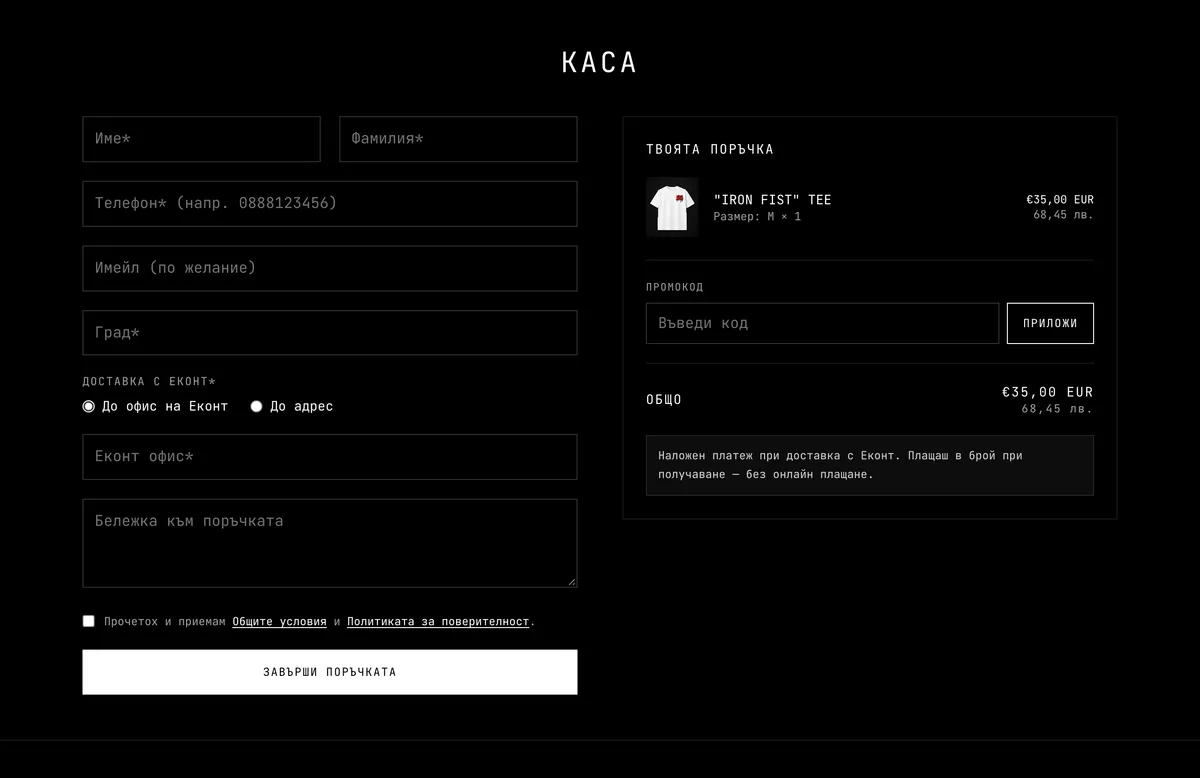 КАСА
Име*
Фамилия*
Телефон* (напр. 0888123456)
Имейл (по желание)
Град*
ДОСТАВКА С ЕКОНТ*
До офис на Еконт
До адрес
Еконт офис*
Бележка към поръчката
Прочетох и приемам Общите условия и Политиката за поверителност.
ЗАВЪРШИ ПОРЪЧКАТА
ТВОЯТА ПОРЪЧКА
"IRON FIST" TEE
Размер: M × 1
€35,00 EUR
68,45 лв.
ПРОМОКОД
Въведи код
ПРИЛОЖИ
ОБЩО
€35,00 EUR
68,45 лв.
Наложен платеж при доставка с Еконт. Плащаш в брой при
получаване — без онлайн плащане.